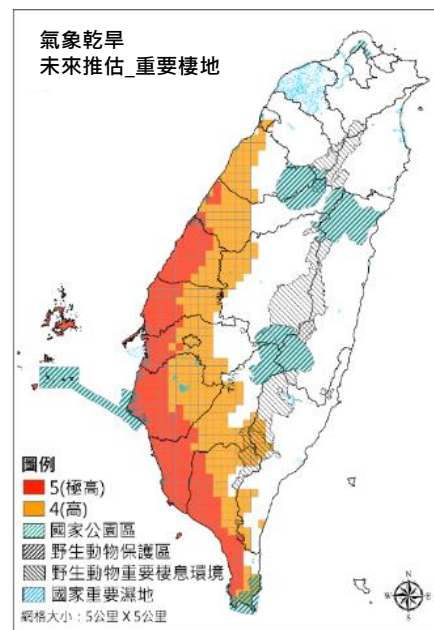 氣象乾旱
未來推估_重要棲地
圖例
5(極高)
4(高)
國家公園區
野生動物保護區
野生動物重要棲息環境
國家重要濕地
網格大小：5公里 X 5公里
N
W
E
S